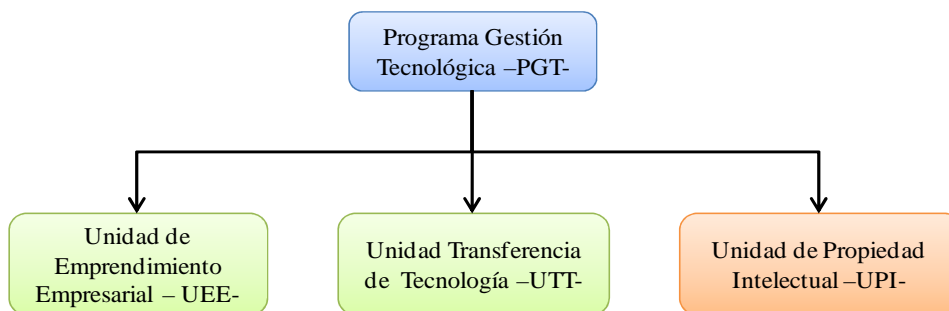 Programa Gestión
Tecnológica –PGT-
Unidad de
Emprendimiento
Empresarial – UEE-
Unidad Transferencia
de Tecnología –UTT-
Unidad de Propiedad
Intelectual –UPI-